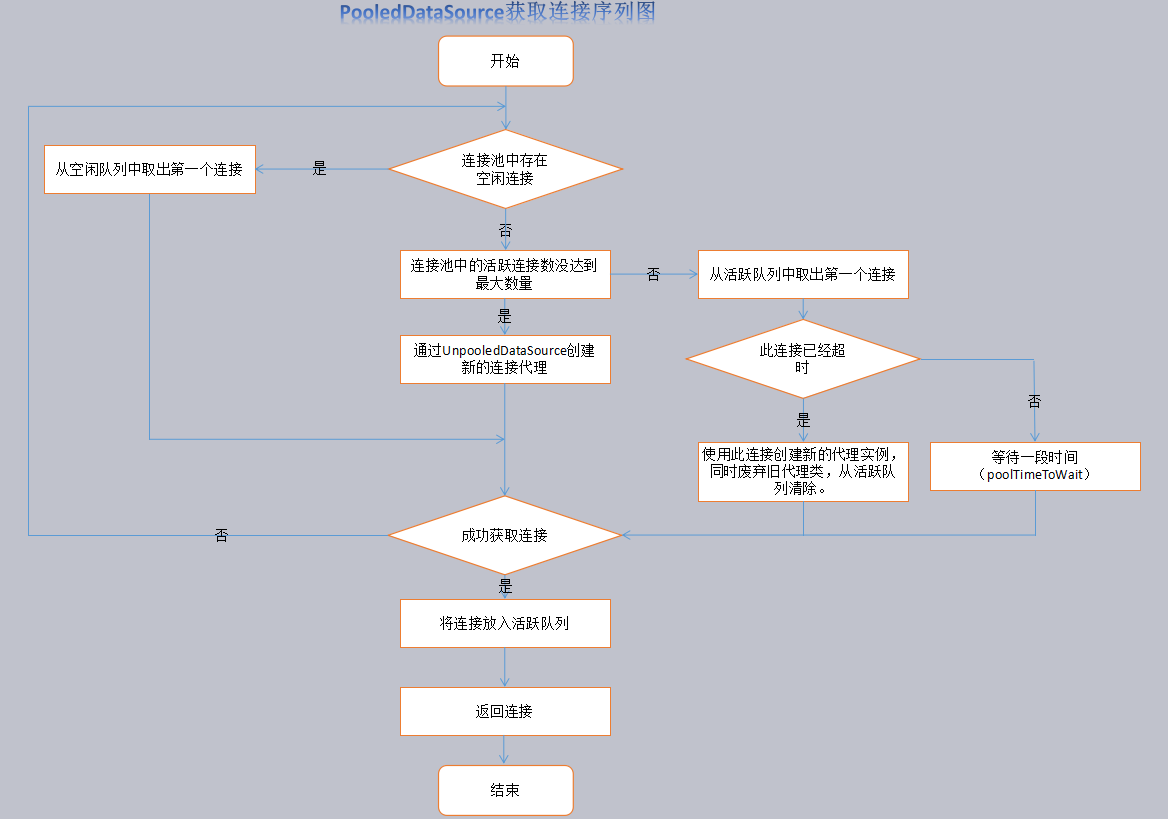 PooledDataSource获取连接序列图
开始
连接池中存在
空闲连接
是
从空闲队列中取出第一个连接
否
连接池中的活跃连接数没达到
最大数量
否
从活跃队列中取出第一个连接
是
通过UnpooledDataSource创建
新的连接代理
此连接已经超
时
否
是
使用此连接创建新的代理实例，
同时废弃旧代理类，从活跃队
列清除。
等待一段时间
（poolTimeToWait）
成功获取连接
否
是
将连接放入活跃队列
返回连接
结束